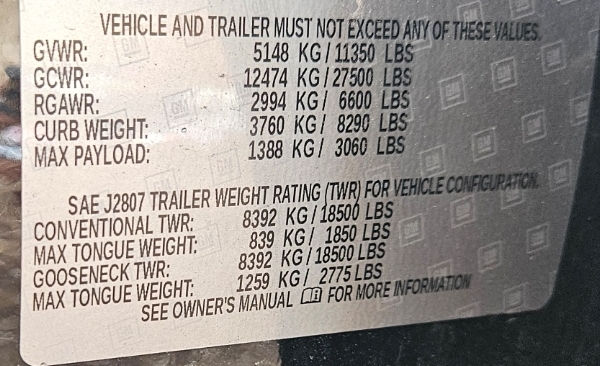 VEHICLE AND TRAILER MUST NOT EXCEED ANY OF THESE VALUES.
GVWR: 5148 KG / 11350 LBS
GCWR: 12474 KG / 27500 LBS
RGAWR: 2994 KG / 6600 LBS
CURB WEIGHT: 3760 KG / 8290 LBS
MAX PAYLOAD: 1388 KG / 3060 LBS
SAE J2807 TRAILER WEIGHT RATING (TWR) FOR VEHICLE CONFIGURATION.
CONVENTIONAL TWR: 8392 KG / 18500 LBS
MAX TONGUE WEIGHT: 839 KG / 1850 LBS
GOOSENECK TWR: 8392 KG / 18500 LBS
MAX TONGUE WEIGHT: 1259 KG / 2775 LBS
SEE OWNER'S MANUAL FOR MORE INFORMATION